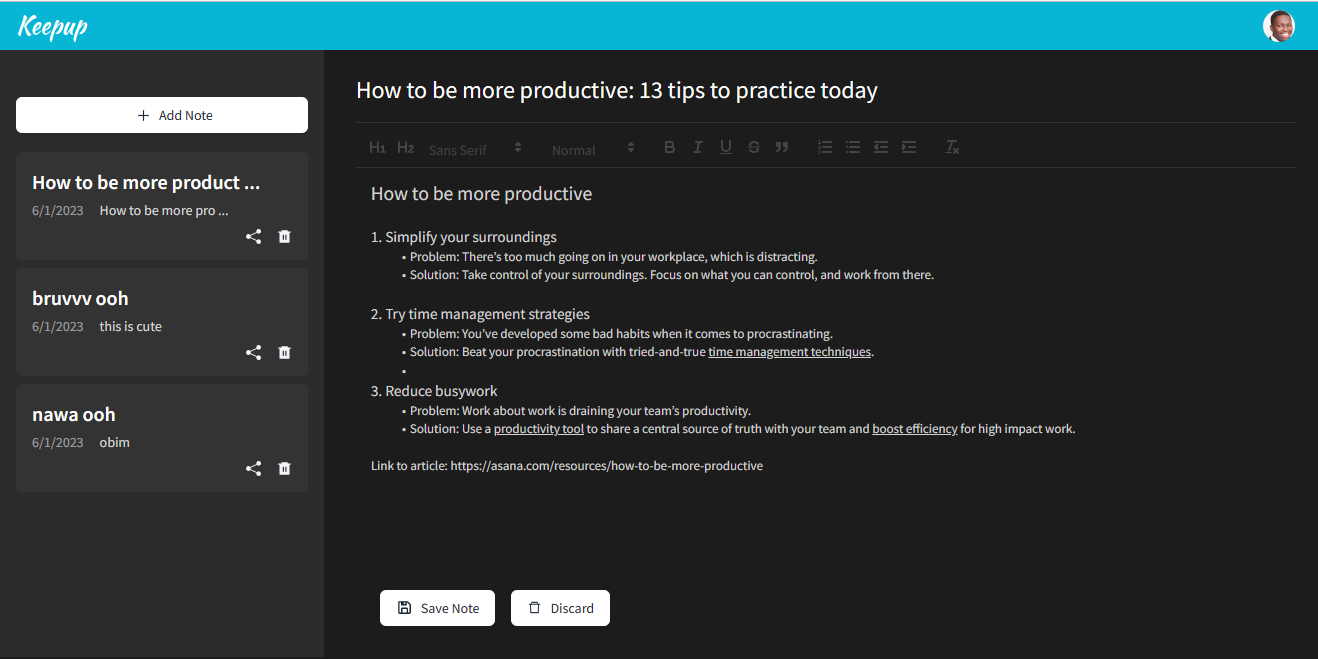 Keepup
How to be more productive: 13 tips to practice today
Add Note
H1 H2 Sans Serif Normal B I U S
How to be more product ...
6/1/2023 How to be more pro ...
bruvvv ooh
6/1/2023 this is cute
nawa ooh
6/1/2023 obim
How to be more productive
1. Simplify your surroundings
• Problem: There’s too much going on in your workplace, which is distracting.
• Solution: Take control of your surroundings. Focus on what you can control, and work from there.
2. Try time management strategies
• Problem: You’ve developed some bad habits when it comes to procrastinating.
• Solution: Beat your procrastination with tried-and-true time management techniques.
•
3. Reduce busywork
• Problem: Work about work is draining your team’s productivity.
• Solution: Use a productivity tool to share a central source of truth with your team and boost efficiency for high impact work.
Link to article: https://asana.com/resources/how-to-be-more-productive
Save Note
Discard